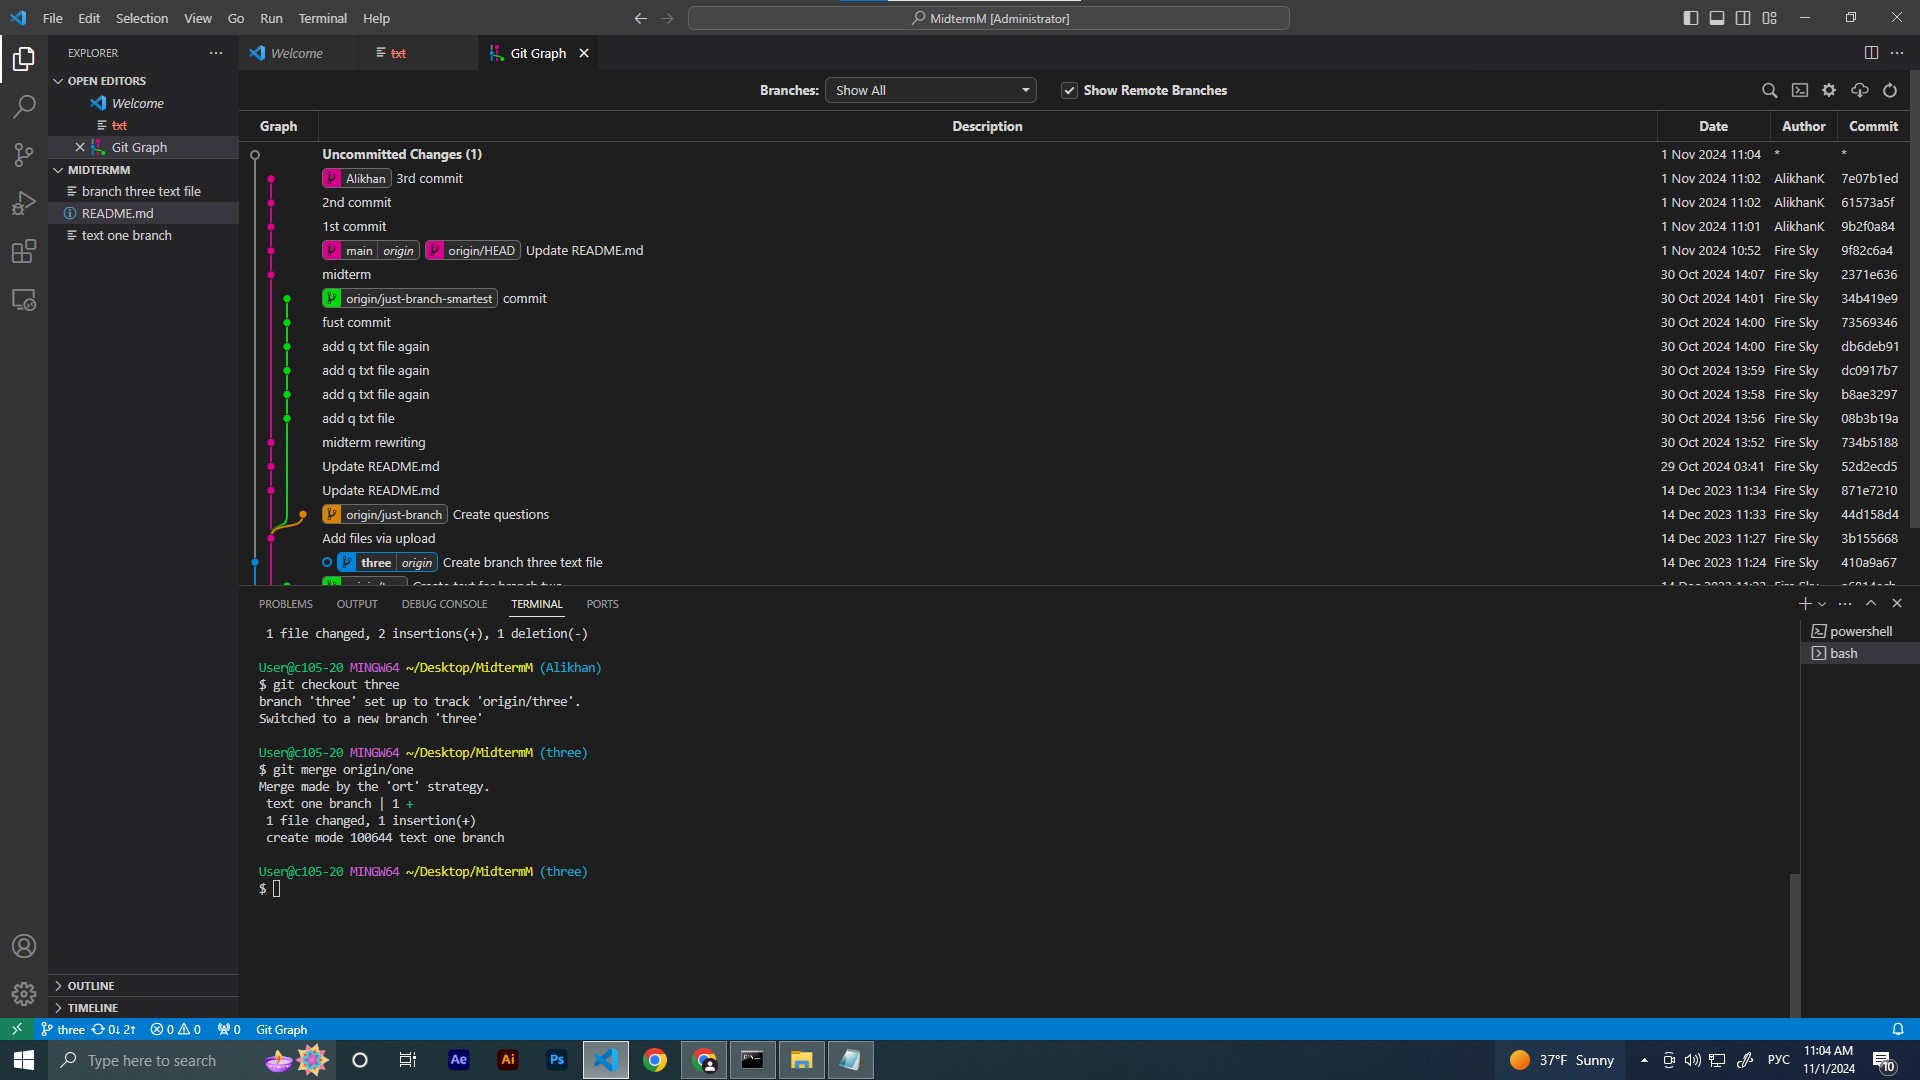 File Edit Selection View Go Run Terminal Help
MidtermM [Administrator]
EXPLORER
OPEN EDITORS
Welcome
txt
Git Graph
MIDTERMM
branch three text file
README.md
text one branch
OUTLINE
TIMELINE
Welcome
txt
Git Graph
Branches: Show All
Show Remote Branches
Graph Description Date Author Commit
Uncommitted Changes (1) 1 Nov 2024 11:04 * *
Alikhan 3rd commit 1 Nov 2024 11:02 AlikhanK 7e07b1ed
2nd commit 1 Nov 2024 11:02 AlikhanK 61573a5f
1st commit 1 Nov 2024 11:01 AlikhanK 9b2f0a84
main origin origin/HEAD Update README.md 1 Nov 2024 10:52 Fire Sky 9f82c6a4
midterm 30 Oct 2024 14:07 Fire Sky 2371e636
origin/just-branch-smartest commit 30 Oct 2024 14:01 Fire Sky 34b419e9
fust commit 30 Oct 2024 14:00 Fire Sky 73569346
add q txt file again 30 Oct 2024 14:00 Fire Sky db6deb91
add q txt file again 30 Oct 2024 13:59 Fire Sky dc0917b7
add q txt file again 30 Oct 2024 13:58 Fire Sky b8ae3297
add q txt file 30 Oct 2024 13:56 Fire Sky 08b3b19a
midterm rewriting 30 Oct 2024 13:52 Fire Sky 734b5188
Update README.md 29 Oct 2024 03:41 Fire Sky 52d2ecd5
Update README.md 14 Dec 2023 11:34 Fire Sky 871e7210
origin/just-branch Create questions 14 Dec 2023 11:33 Fire Sky 44d158d4
Add files via upload 14 Dec 2023 11:27 Fire Sky 3b155668
three origin Create branch three text file 14 Dec 2023 11:24 Fire Sky 410a9a67
PROBLEMS OUTPUT DEBUG CONSOLE TERMINAL PORTS
1 file changed, 2 insertions(+), 1 deletion(-)
User@c105-20 MINGW64 ~/Desktop/MidtermM (Alikhan)
$ git checkout three
branch 'three' set up to track 'origin/three'.
Switched to a new branch 'three'
User@c105-20 MINGW64 ~/Desktop/MidtermM (three)
$ git merge origin/one
Merge made by the 'ort' strategy.
text one branch | 1 +
1 file changed, 1 insertion(+)
create mode 100644 text one branch
User@c105-20 MINGW64 ~/Desktop/MidtermM (three)
$
powershell
bash
three 0↓ 2↑ 0 0 0 Git Graph
Type here to search
Ae Ai Ps
37°F Sunny
РУС
11:04 AM
11/1/2024
10